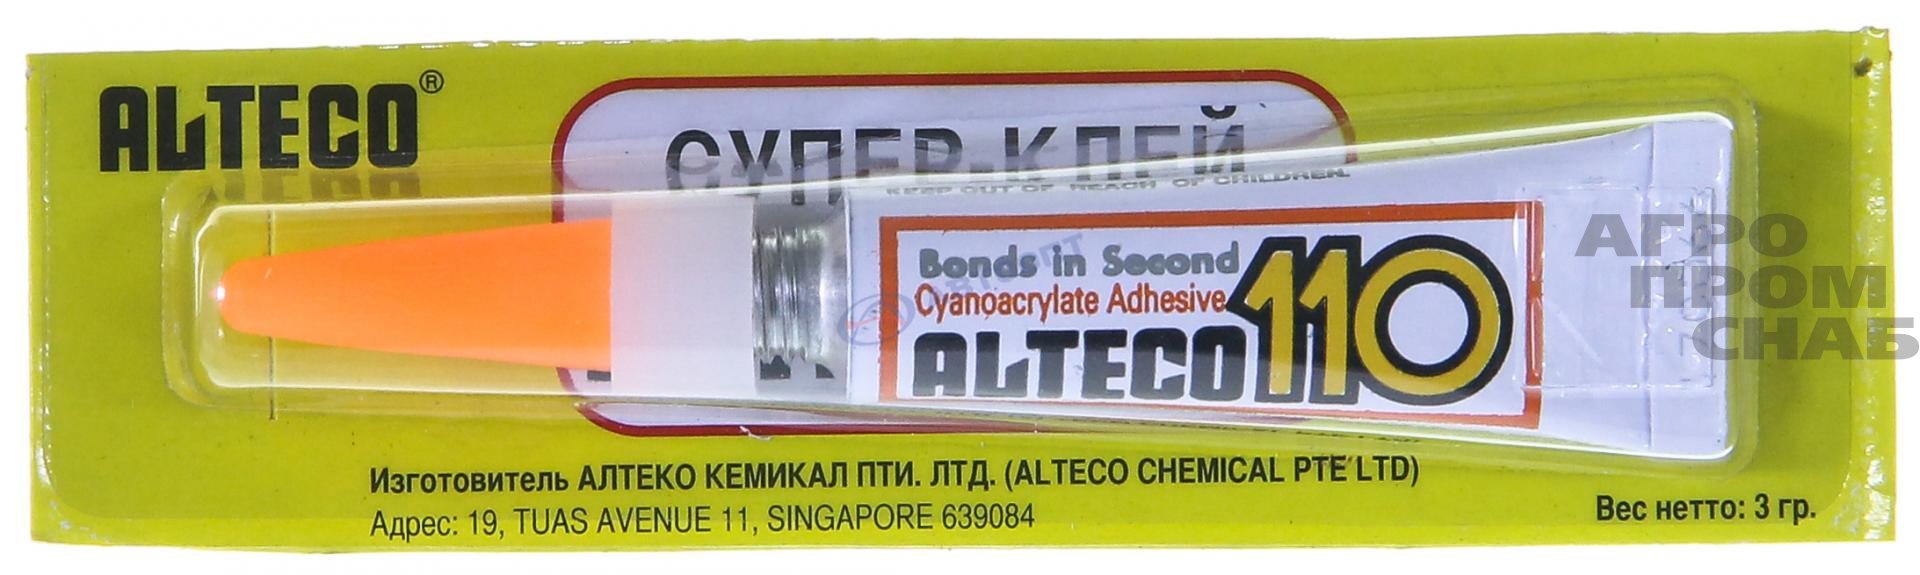 ALTECO®
СУПЕР-КЛЕЙ
KEEP OUT OF REACH OF CHILDREN.
Bonds in Second
Cyanoacrylate Adhesive
ALTECO 110
Изготовитель АЛТЕКО КЕМИКАЛ ПТИ. ЛТД. (ALTECO CHEMICAL PTE LTD)
Адрес: 19, TUAS AVENUE 11, SINGAPORE 639084
Вес нетто: 3 гр.
АГРО
ПРОМ
СНАБ